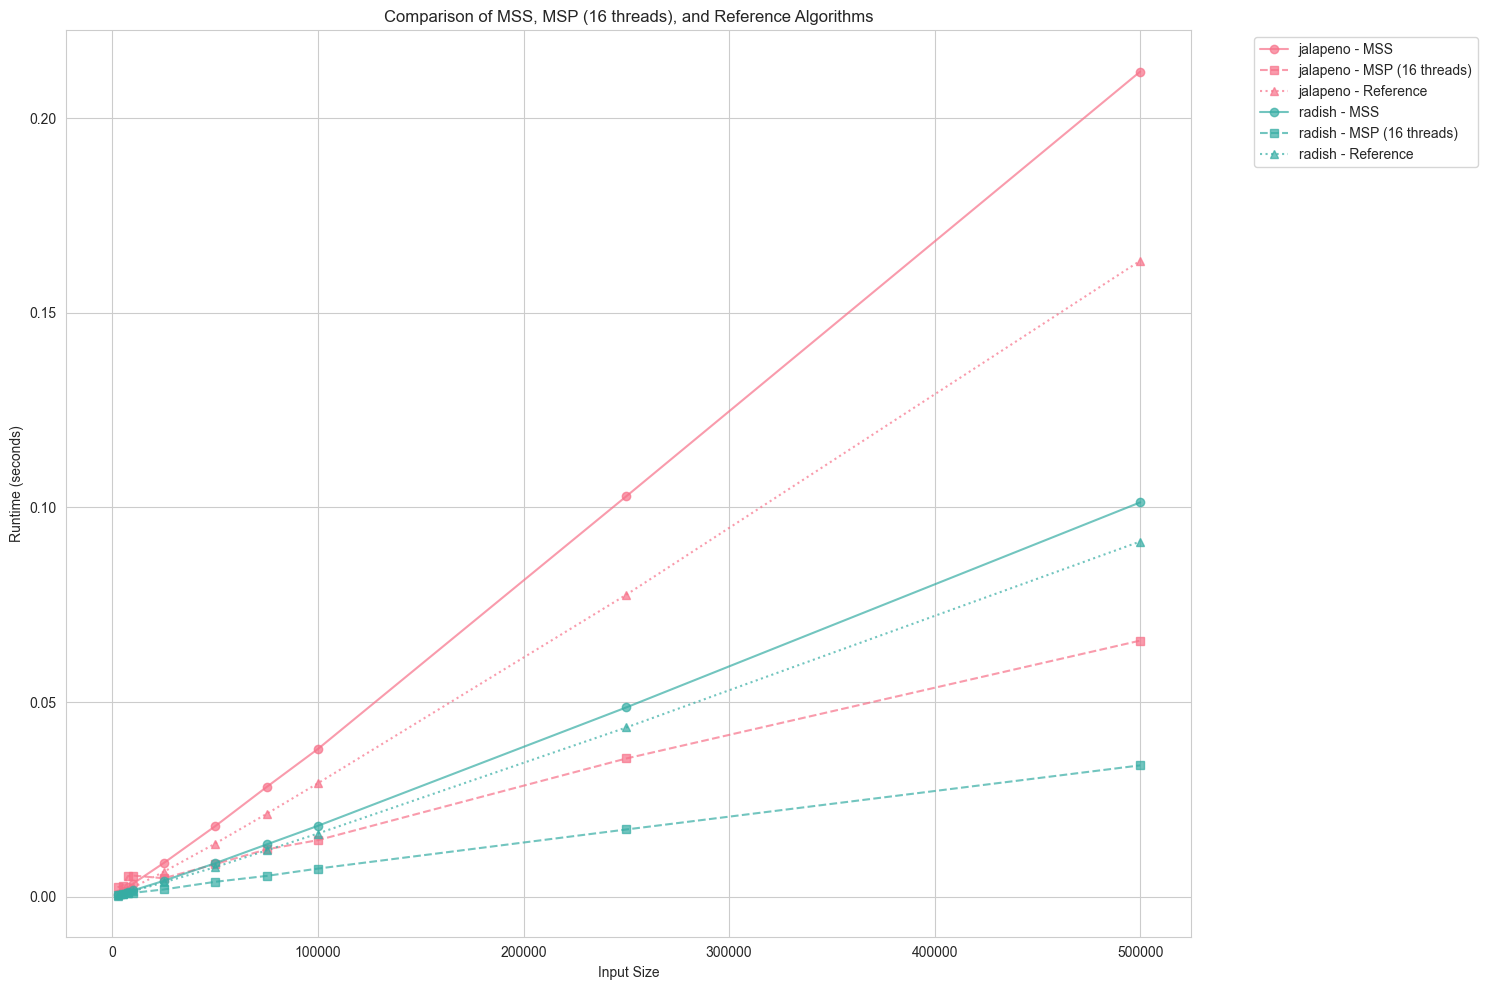 Comparison of MSS, MSP (16 threads), and Reference Algorithms
jalapeno - MSS
jalapeno - MSP (16 threads)
jalapeno - Reference
radish - MSS
radish - MSP (16 threads)
radish - Reference
Runtime (seconds)
0.20
0.15
0.10
0.05
0.00
0 100000 200000 300000 400000 500000
Input Size